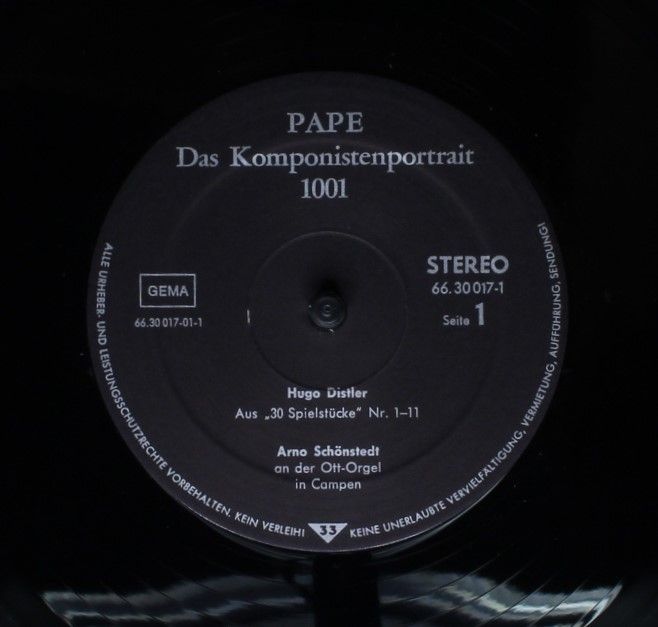 PAPE
Das Komponistenportrait
1001
GEMA
66.30 017-01-1
STEREO
66.30 017-1
Seite 1
Hugo Distler
Aus „30 Spielstücke" Nr. 1–11
Arno Schönstedt
an der Ott-Orgel
in Campen
ALLE URHEBER. UND LEISTUNGSSCHUTZRECHTE VORBEHALTEN. KEIN VERLEIH! KEINE UNERLAUBTE VERVIELFÄLTIGUNG, VERMIETUNG, AUFFÜHRUNG, SENDUNG!
33